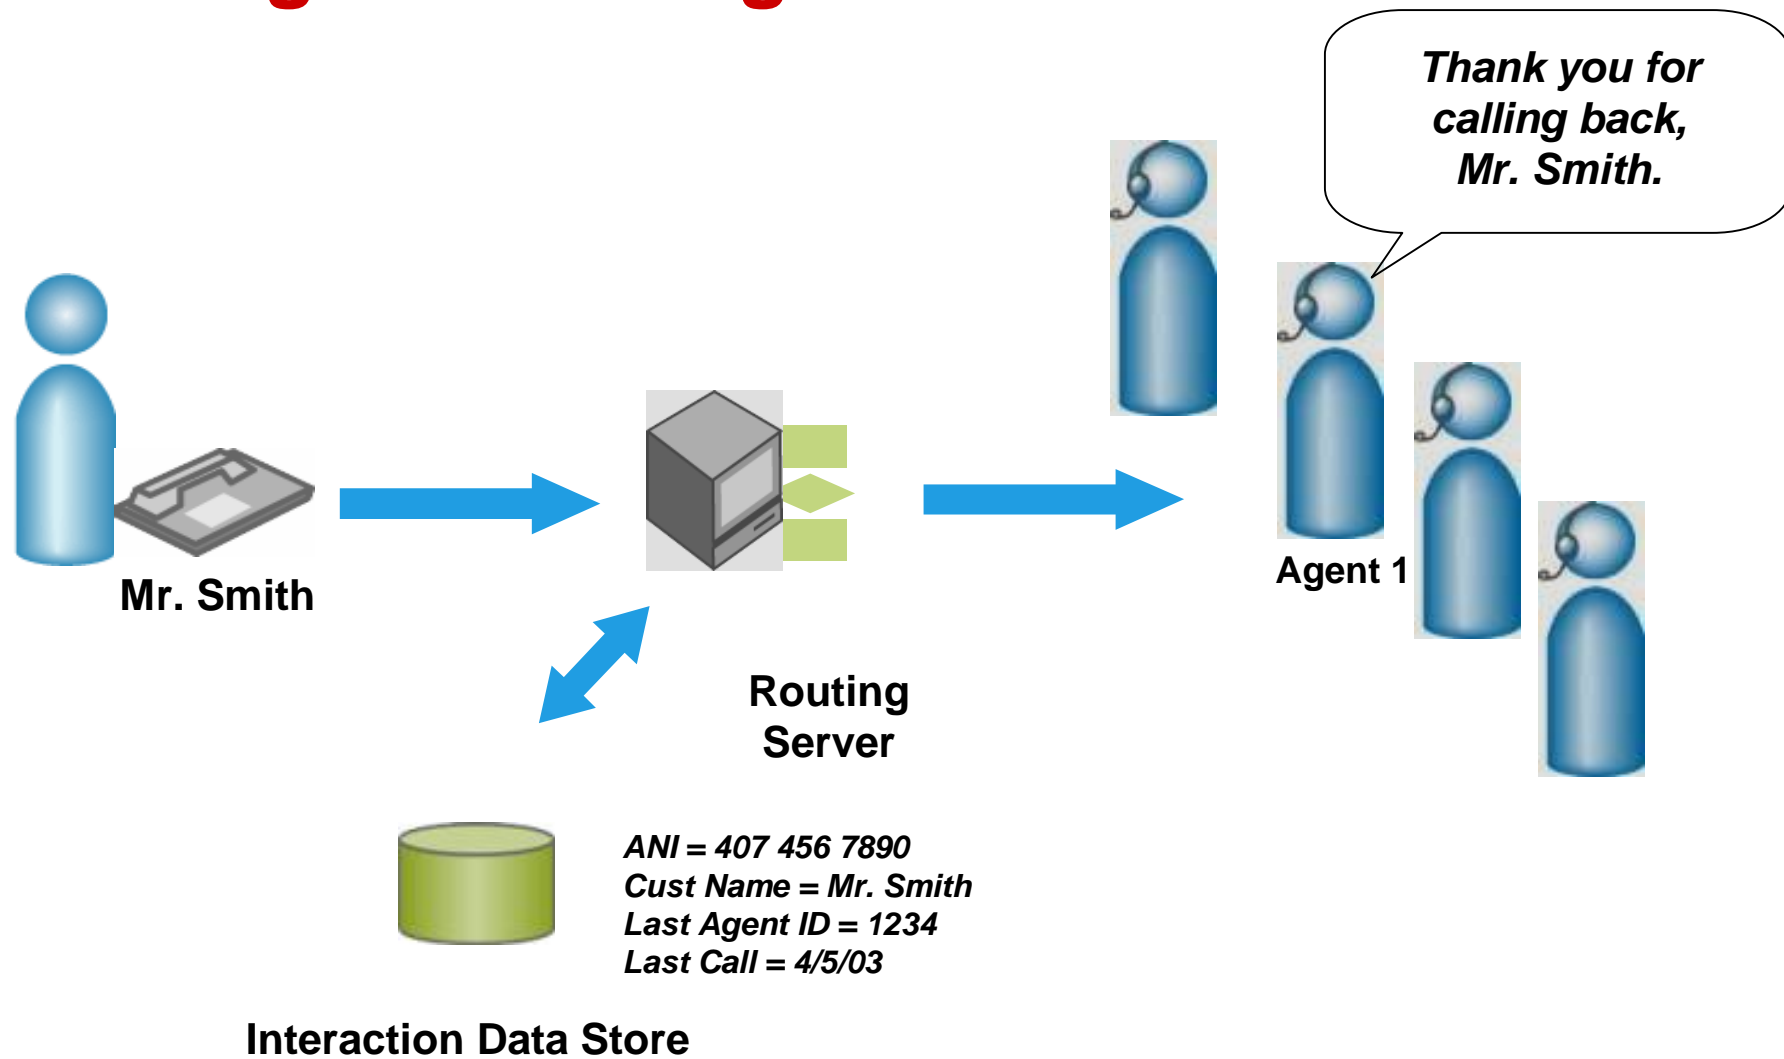 Thank you for
calling back,
Mr. Smith.
Mr. Smith
Agent 1
Routing
Server
ANI = 407 456 7890
Cust Name = Mr. Smith
Last Agent ID = 1234
Last Call = 4/5/03
Interaction Data Store